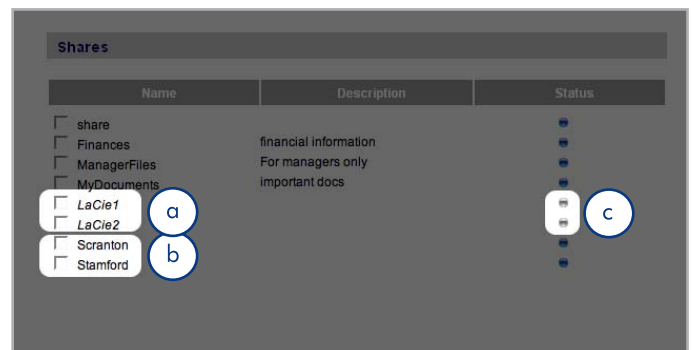 Shares
Name Description Status
share
Finances financial information
ManagerFiles For managers only
MyDocuments important docs
LaCie1
LaCie2
a
c
Scranton
b
Stamford